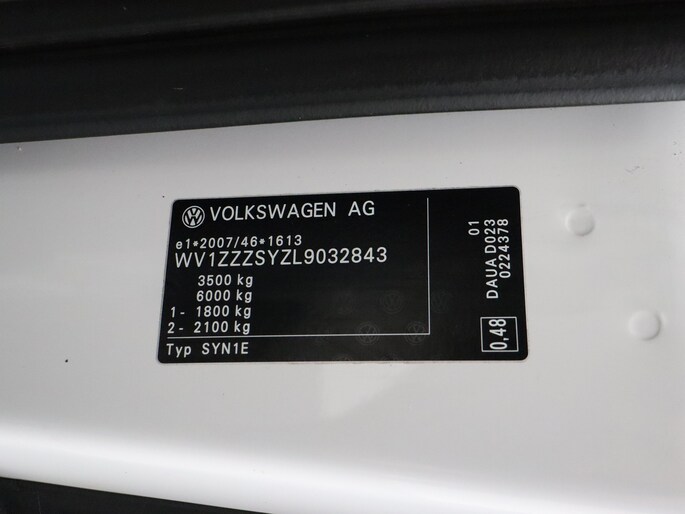 VOLKSWAGEN AG
e1*2007/46*1613
WV1ZZZSYZL9032843
3500 kg
6000 kg
1- 1800 kg
2- 2100 kg
Typ SYN1E
01
DAUA D023
0224378
0,48